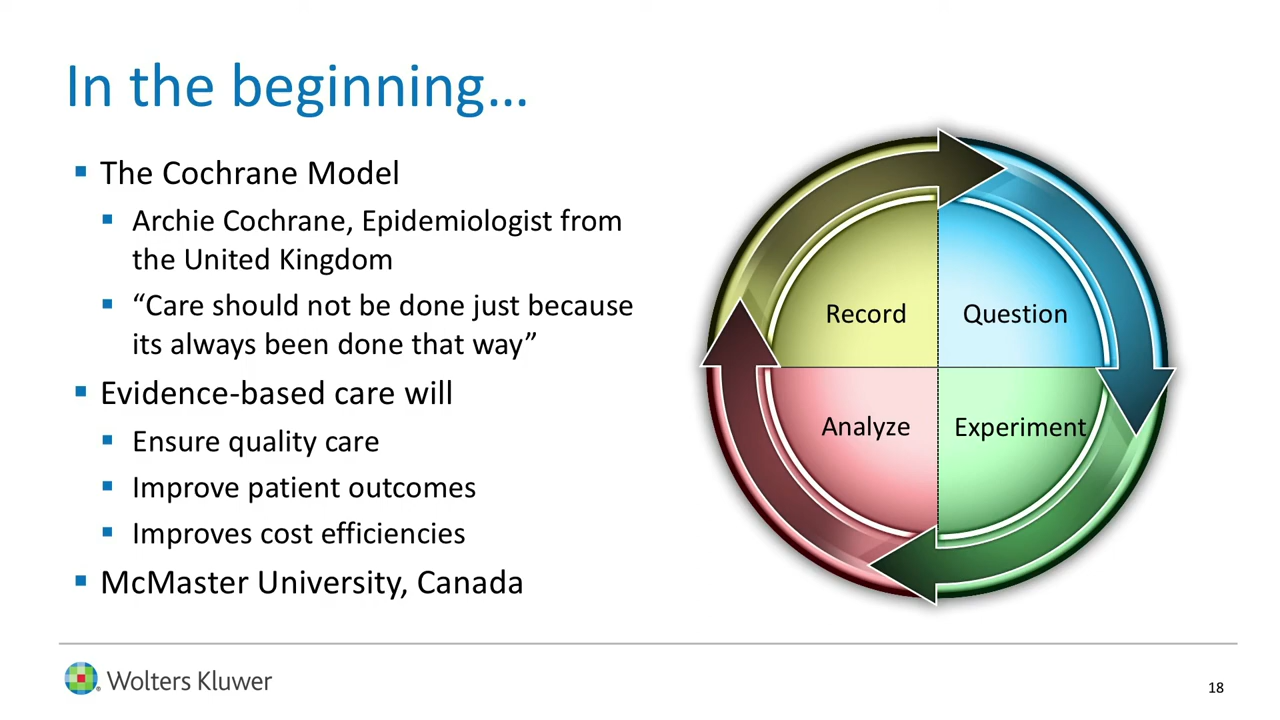 In the beginning…
▪ The Cochrane Model
▪ Archie Cochrane, Epidemiologist from
the United Kingdom
▪ “Care should not be done just because
its always been done that way”
▪ Evidence-based care will
▪ Ensure quality care
▪ Improve patient outcomes
▪ Improves cost efficiencies
▪ McMaster University, Canada
Record
Question
Analyze
Experiment
Wolters Kluwer
18